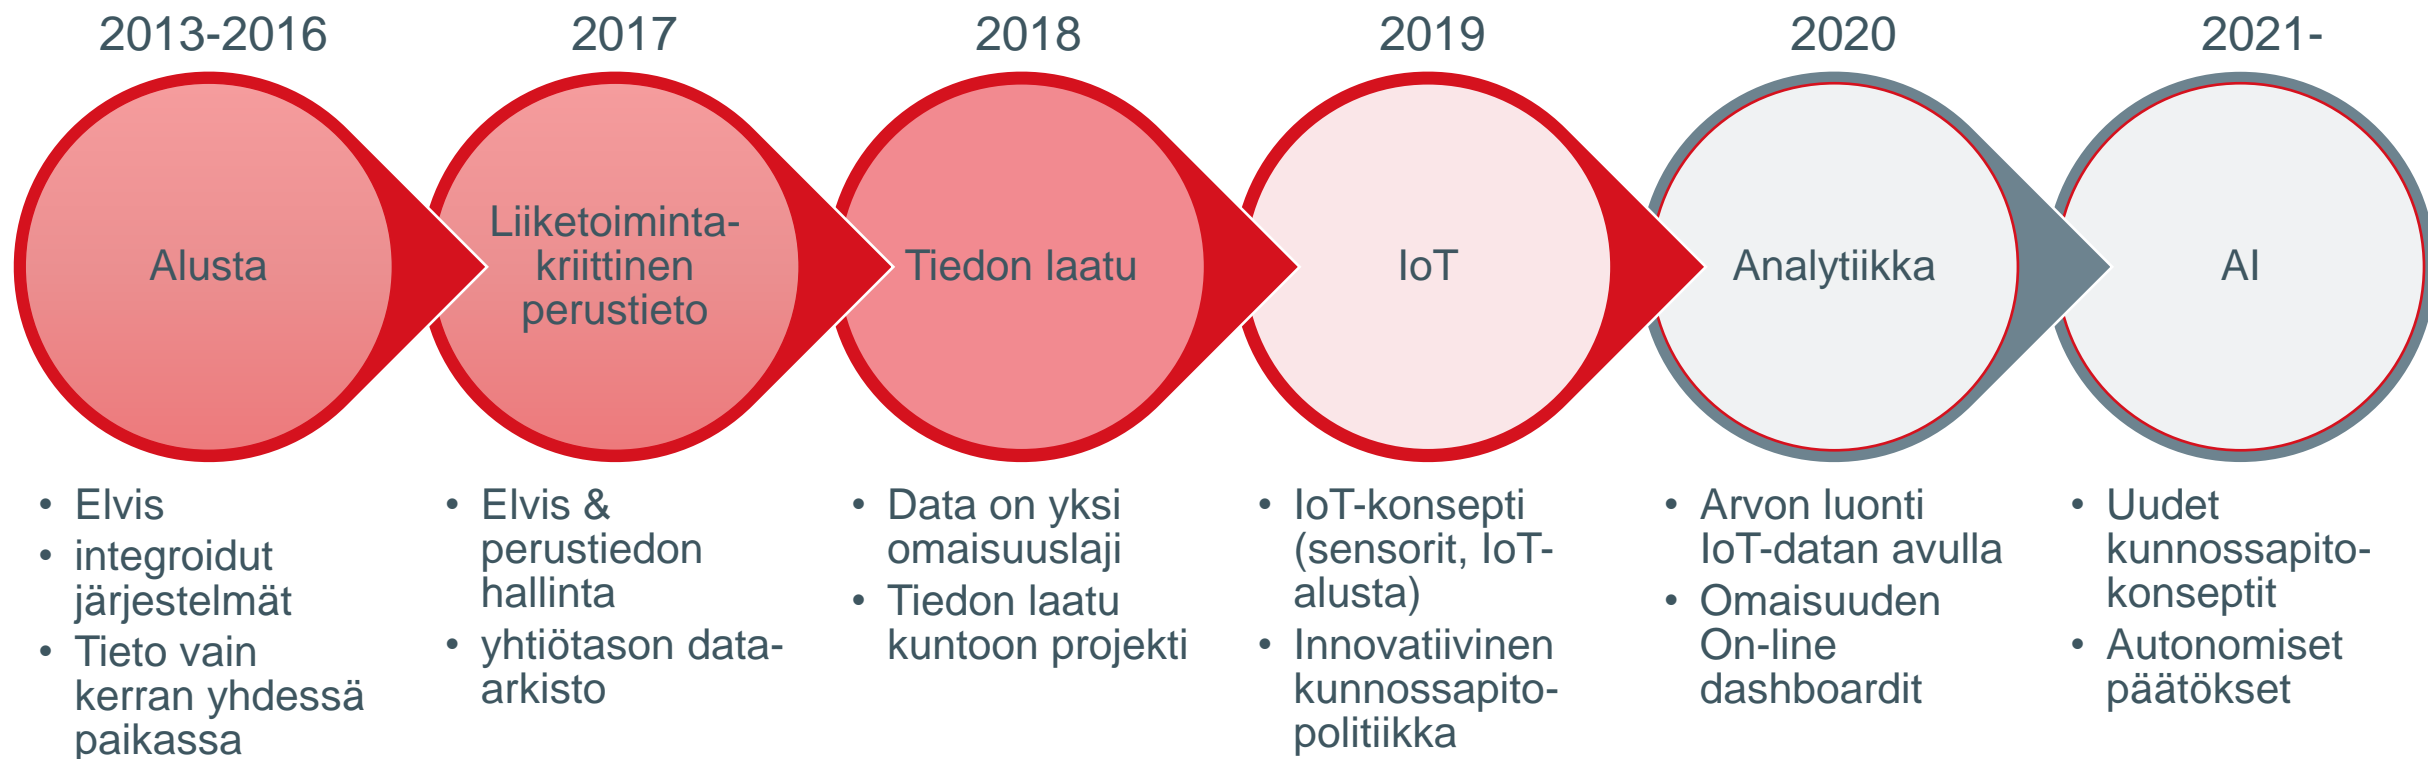 2013-2016
2017
2018
2019
2020
2021-
Alusta
Liiketoiminta-
kriittinen
perustieto
Tiedon laatu
IoT
Analytiikka
AI
• Elvis
• integroidut
järjestelmät
• Tieto vain
kerran yhdessä
paikassa
• Elvis &
perustiedon
hallinta
• yhtiötason data-
arkisto
• Data on yksi
omaisuuslaji
• Tiedon laatu
kuntoon projekti
• IoT-konsepti
(sensorit, IoT-
alusta)
• Innovatiivinen
kunnossapito-
politiikka
• Arvon luonti
IoT-datan avulla
• Omaisuuden
On-line
dashboardit
• Uudet
kunnossapito-
konseptit
• Autonomiset
päätökset